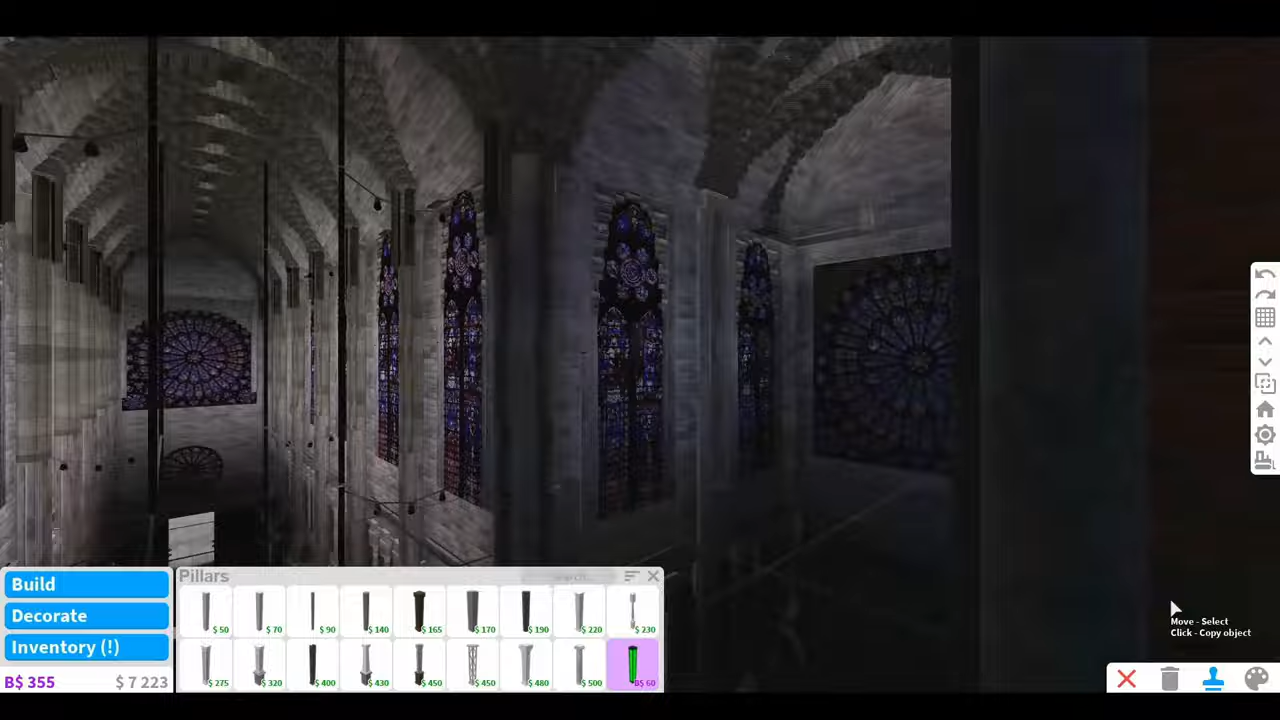 Move - Select
Click - Copy object
Build
Decorate
Inventory (!)
B$ 355 $ 7 223
Pillars
$ 50 $ 70 $ 90 $ 140 $ 165 $ 170 $ 190 $ 220 $ 230
$ 275 $ 320 $ 400 $ 430 $ 450 $ 450 $ 480 $ 500 B$ 60